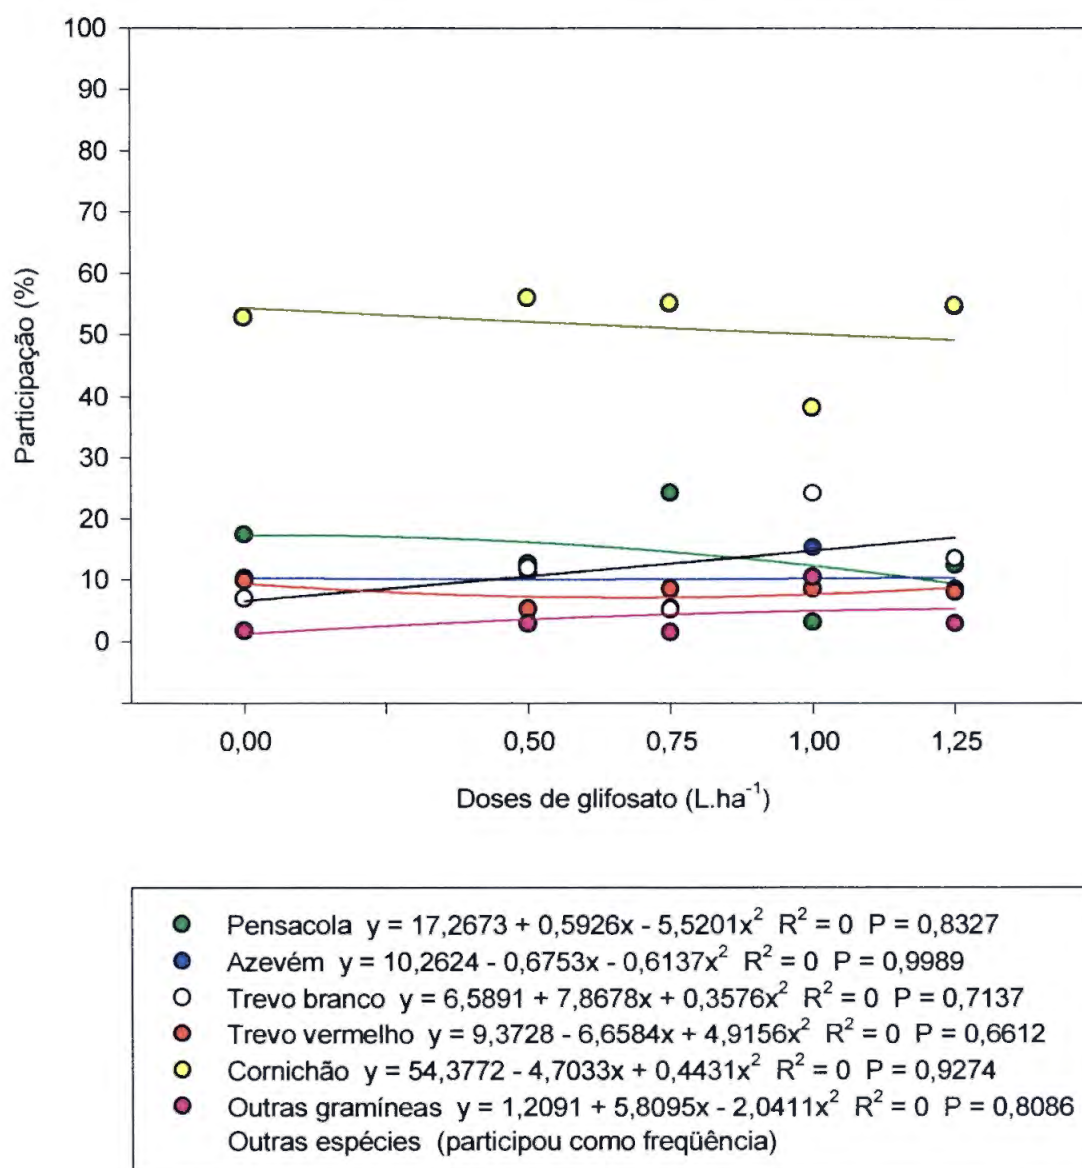 100
90
80
70
60
50
40
30
20
10
0
Participação (%)
0,00 0,50 0,75 1,00 1,25
Doses de glifosato (L.ha⁻¹)
Pensacola y = 17,2673 + 0,5926x - 5,5201x² R² = 0 P = 0,8327
Azevém y = 10,2624 - 0,6753x - 0,6137x² R² = 0 P = 0,9989
Trevo branco y = 6,5891 + 7,8678x + 0,3576x² R² = 0 P = 0,7137
Trevo vermelho y = 9,3728 - 6,6584x + 4,9156x² R² = 0 P = 0,6612
Cornichão y = 54,3772 - 4,7033x + 0,4431x² R² = 0 P = 0,9274
Outras gramíneas y = 1,2091 + 5,8095x - 2,0411x² R² = 0 P = 0,8086
Outras espécies (participou como freqüência)